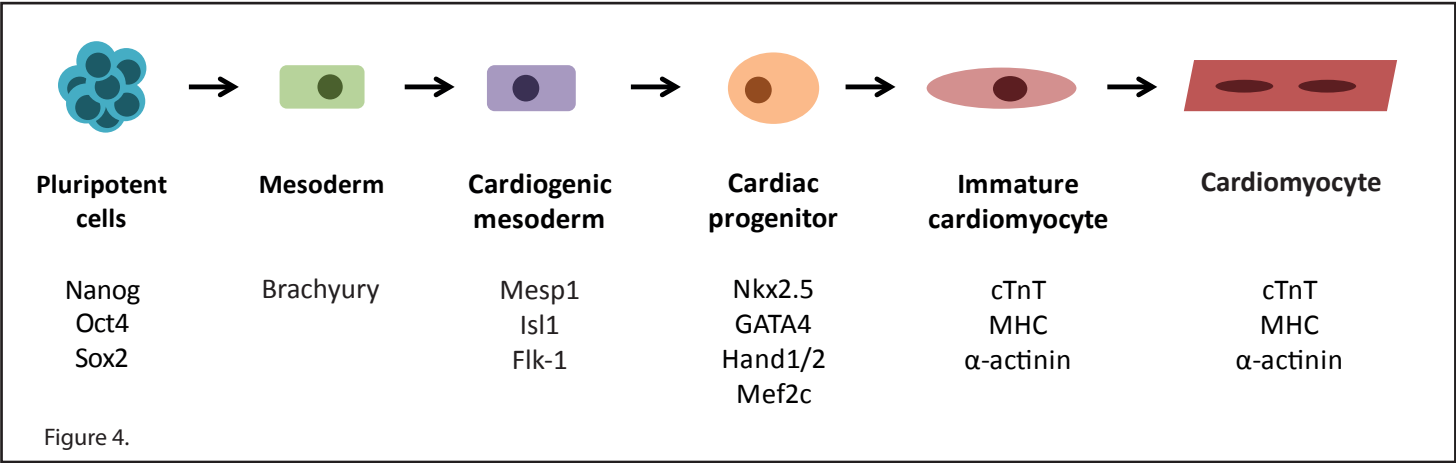 Pluripotent
cells
Mesoderm
Cardiogenic
mesoderm
Cardiac
progenitor
Immature
cardiomyocyte
Cardiomyocyte
Nanog
Oct4
Sox2
Brachyury
Mesp1
Isl1
Flk-1
Nkx2.5
GATA4
Hand1/2
Mef2c
cTnT
MHC
α-actinin
cTnT
MHC
α-actinin
Figure 4.